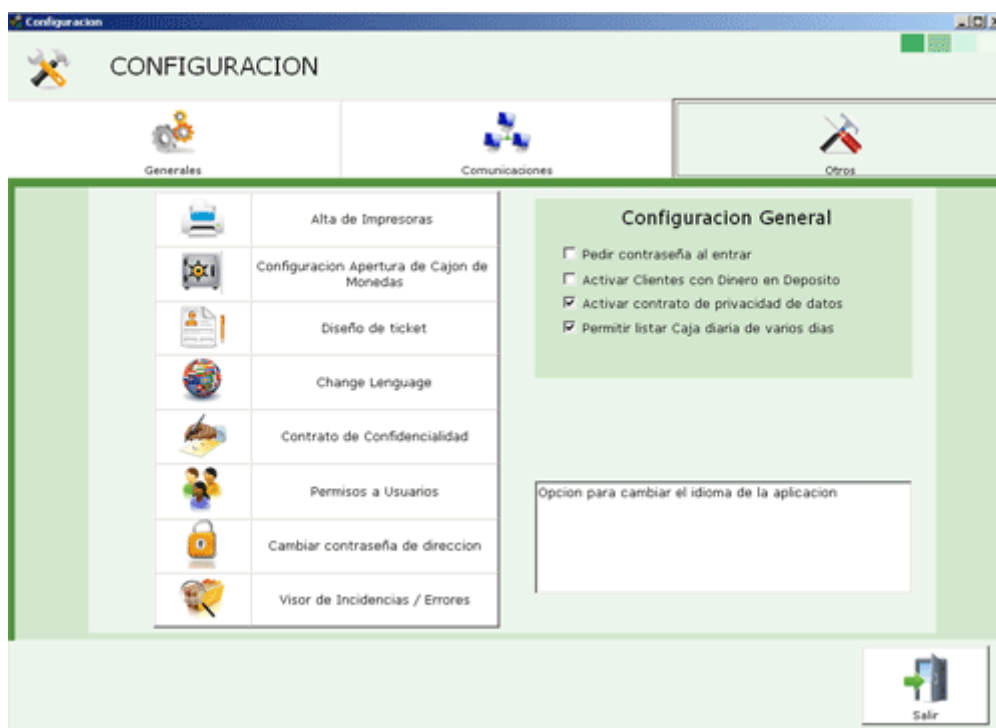 Configuracion
CONFIGURACION
Generales
Comunicaciones
Otros
Alta de Impresoras
Configuracion Apertura de Cajon de
Monedas
Diseño de ticket
Change Lenguage
Contrato de Confidencialidad
Permisos a Usuarios
Cambiar contraseña de direccion
Visor de Incidencias / Errores
Configuracion General
Pedir contraseña al entrar
Activar Clientes con Dinero en Deposito
Activar contrato de privacidad de datos
Permitir listar Caja diaria de varios dias
Opcion para cambiar el idioma de la aplicacion
Salir